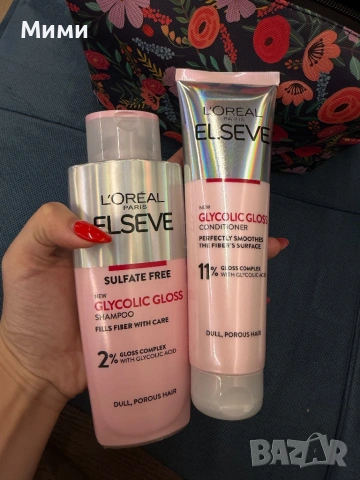 Мими
L'ORÉAL
PARIS
ELSEVE
SULFATE FREE
NEW
GLYCOLIC GLOSS
SHAMPOO
FILLS FIBER WITH CARE
2% GLOSS COMPLEX
WITH GLYCOLIC ACID
DULL, POROUS HAIR
L'ORÉAL
PARIS
ELSEVE
NEW
GLYCOLIC GLOSS
CONDITIONER
PERFECTLY SMOOTHES
THE FIBER'S SURFACE
11% GLOSS COMPLEX
WITH GLYCOLIC ACID
DULL, POROUS HAIR
BAZAR